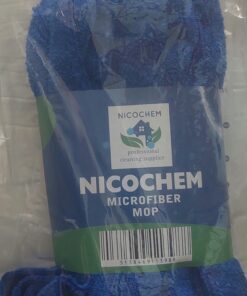 NICOCHEM
professional
cleaning supplies
NICOCHEM
MICROFIBER
MOP